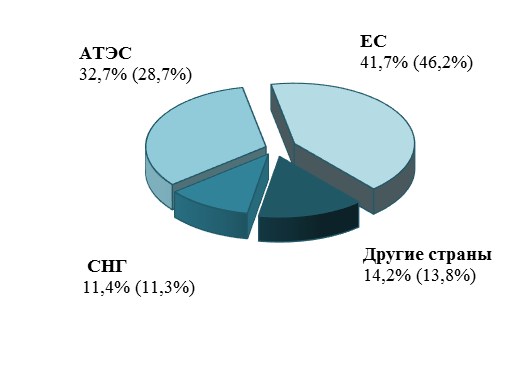 АТЭС
32,7% (28,7%)
ЕС
41,7% (46,2%)
СНГ
11,4% (11,3%)
Другие страны
14,2% (13,8%)